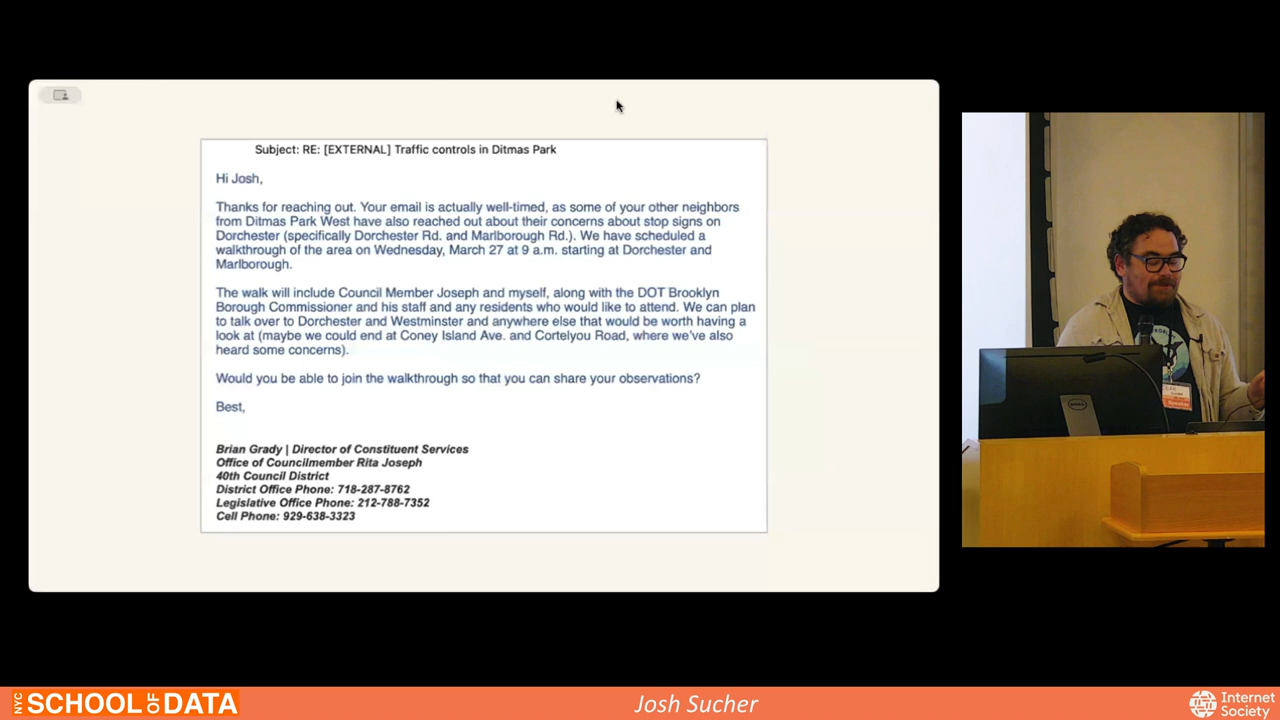 Subject: RE: [EXTERNAL] Traffic controls in Ditmas Park
Hi Josh,
Thanks for reaching out. Your email is actually well-timed, as some of your other neighbors
from Ditmas Park West have also reached out about their concerns about stop signs on
Dorchester (specifically Dorchester Rd. and Marlborough Rd.). We have scheduled a
walkthrough of the area on Wednesday, March 27 at 9 a.m. starting at Dorchester and
Marlborough.
The walk will include Council Member Joseph and myself, along with the DOT Brooklyn
Borough Commissioner and his staff and any residents who would like to attend. We can plan
to talk over to Dorchester and Westminster and anywhere else that would be worth having a
look at (maybe we could end at Coney Island Ave. and Cortelyou Road, where we've also
heard some concerns).
Would you be able to join the walkthrough so that you can share your observations?
Best,
Brian Grady | Director of Constituent Services
Office of Councilmember Rita Joseph
40th Council District
District Office Phone: 718-287-8762
Legislative Office Phone: 212-788-7352
Cell Phone: 929-638-3323
DELL
NYC SCHOOL OF DATA
Josh Sucher
Internet
Society